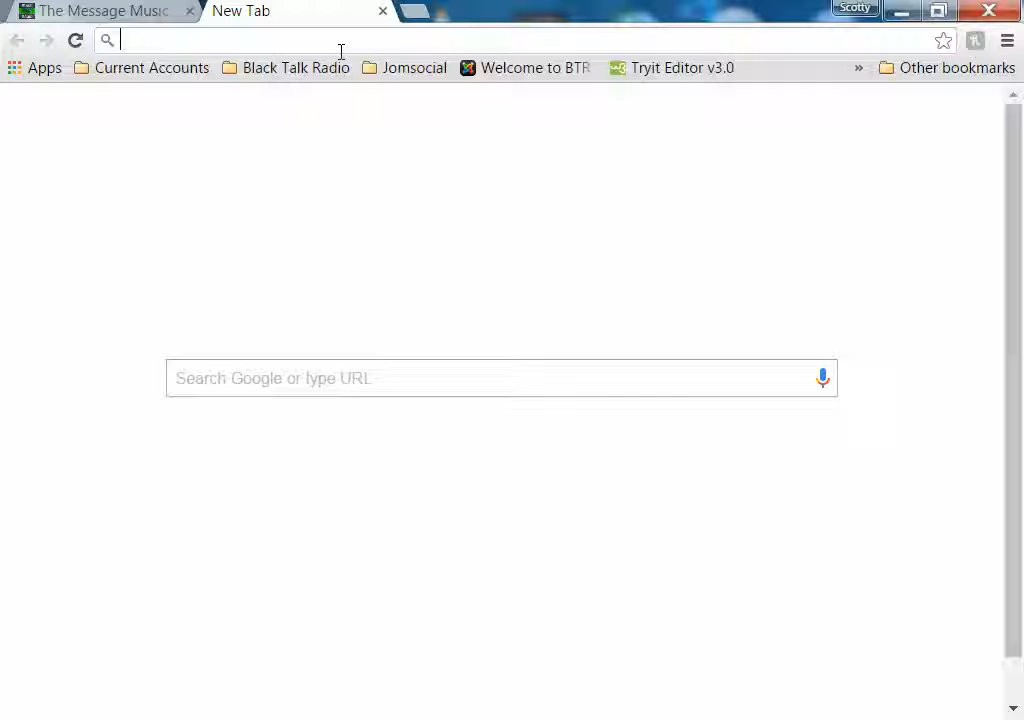 The Message Music
New Tab
Scotty
Apps
Current Accounts
Black Talk Radio
Jomsocial
Welcome to BTR
Tryit Editor v3.0
»
Other bookmarks
Search Google or type URL